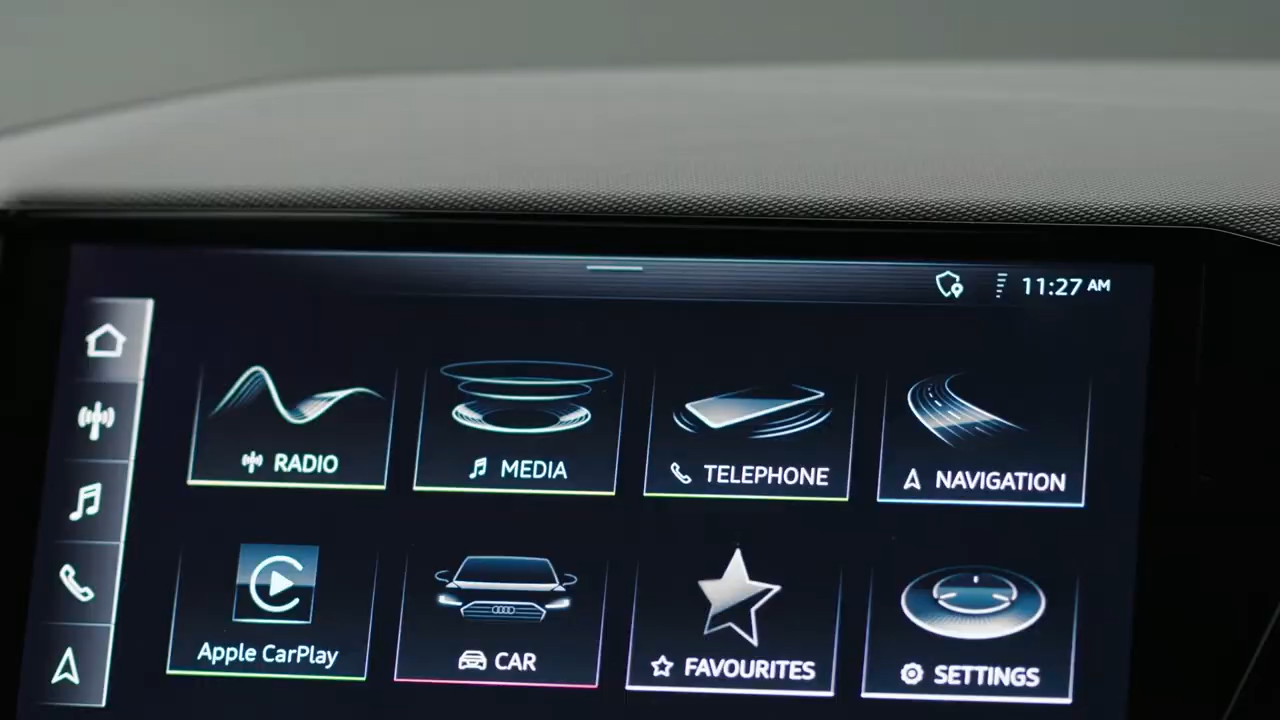 11:27 AM
RADIO
MEDIA
TELEPHONE
NAVIGATION
Apple CarPlay
CAR
FAVOURITES
SETTINGS